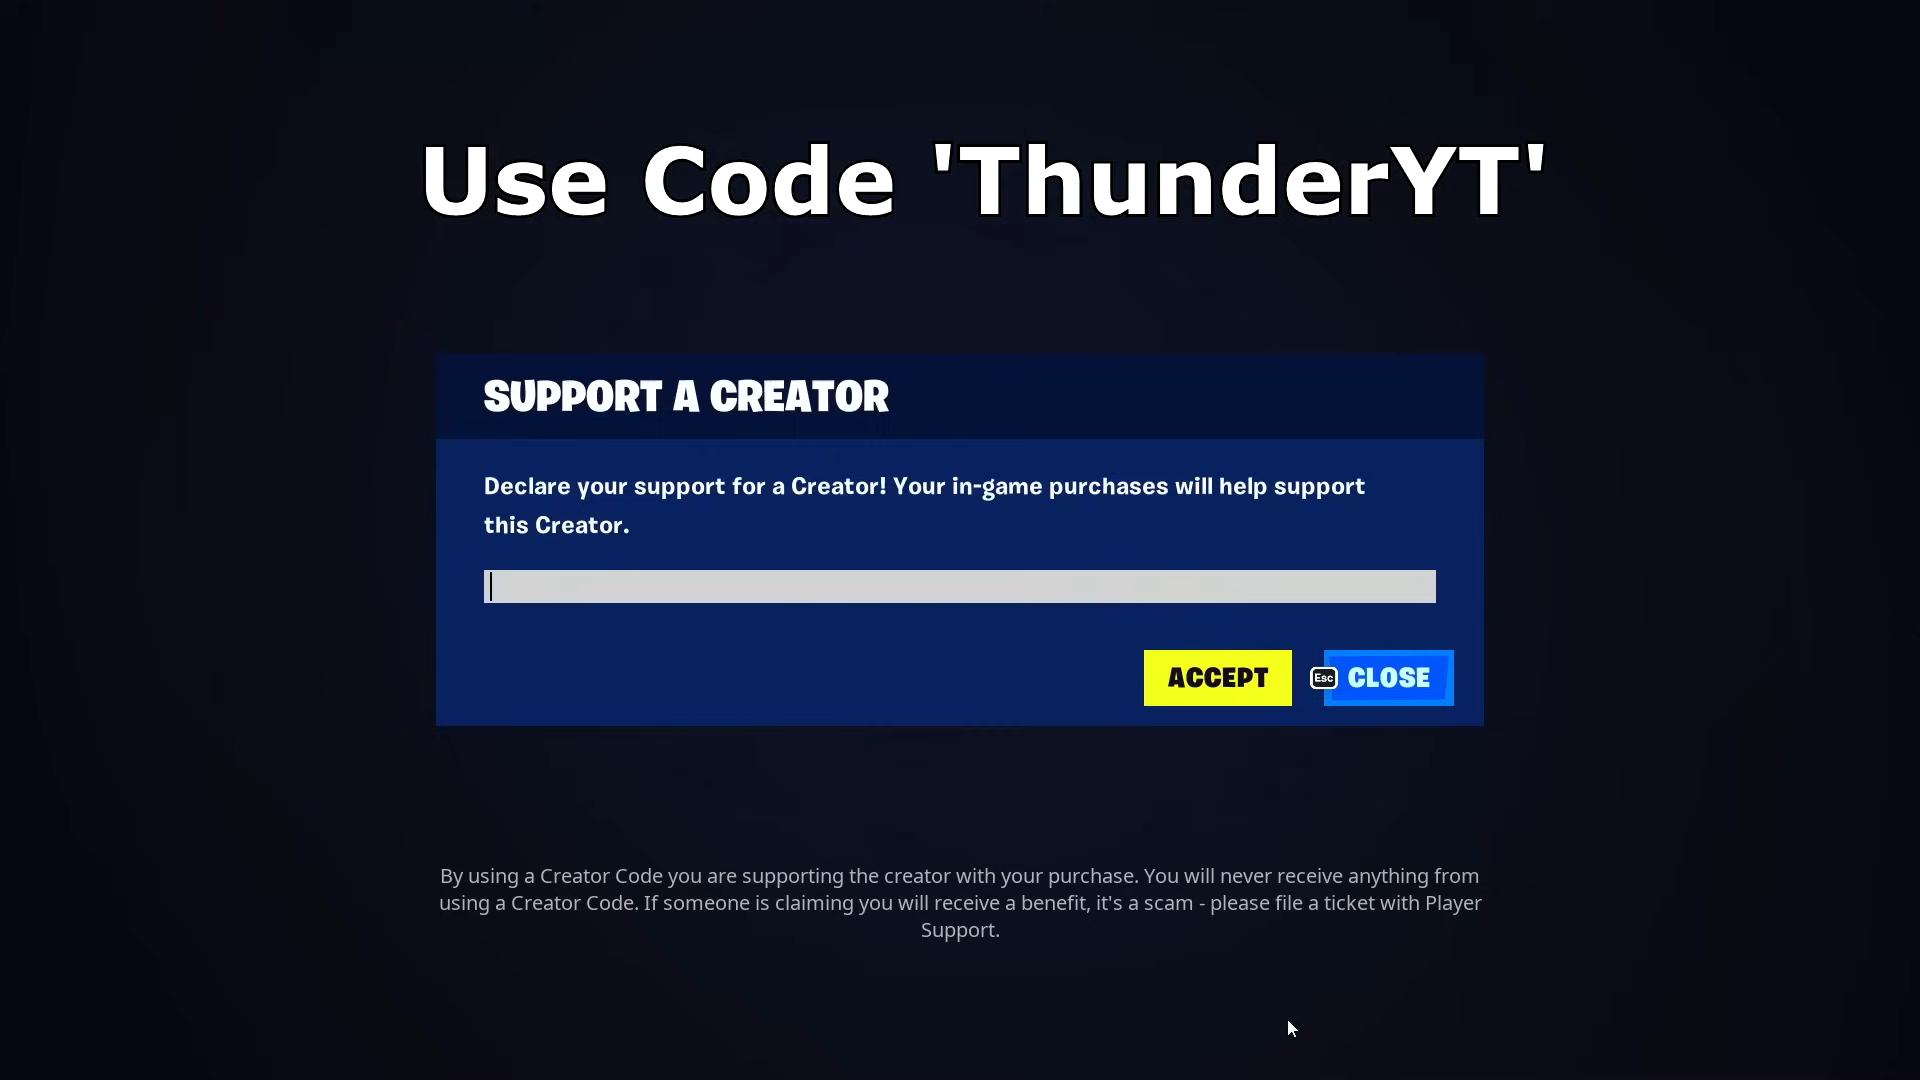 Use Code 'ThunderYT'
SUPPORT A CREATOR
Declare your support for a Creator! Your in-game purchases will help support
this Creator.
ACCEPT
Esc CLOSE
By using a Creator Code you are supporting the creator with your purchase. You will never receive anything from
using a Creator Code. If someone is claiming you will receive a benefit, it's a scam - please file a ticket with Player
Support.